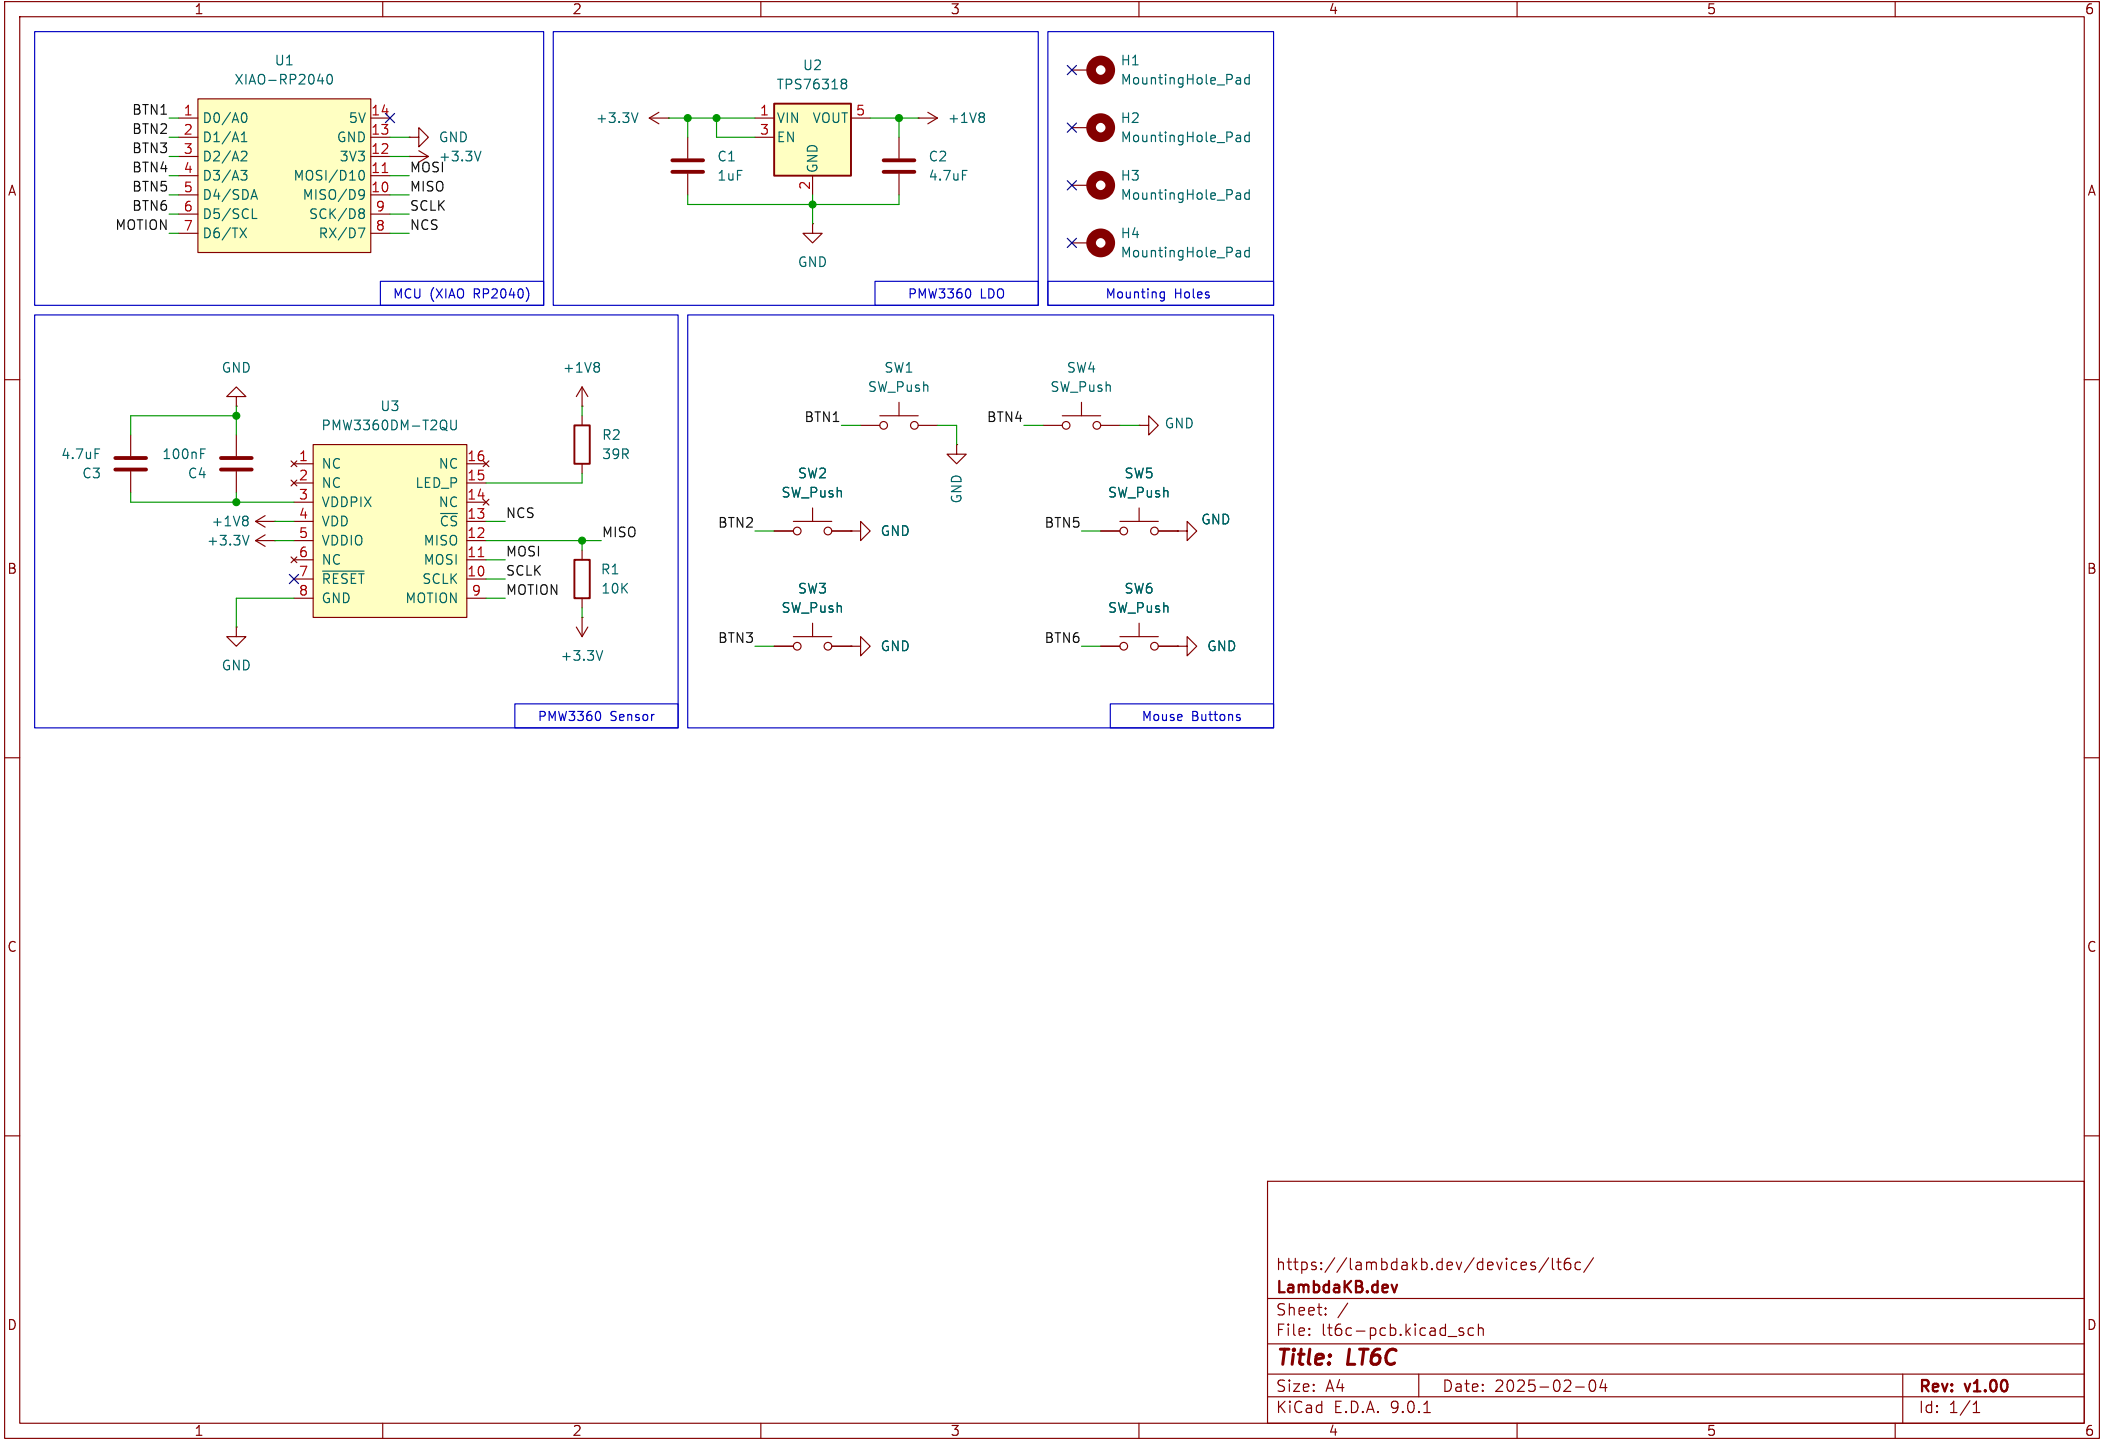 1 2 3 4 5 6
U1
XIAO-RP2040
BTN1 1 D0/A0 5V 14
BTN2 2 D1/A1 GND 13 GND
BTN3 3 D2/A2 3V3 12 +3.3V
BTN4 4 D3/A3 MOSI/D10 11 MOSI
BTN5 5 D4/SDA MISO/D9 10 MISO
BTN6 6 D5/SCL SCK/D8 9 SCLK
MOTION 7 D6/TX RX/D7 8 NCS
MCU (XIAO RP2040)
U2
TPS76318
+3.3V 1 VIN VOUT 5 +1V8
3 EN
GND
2
C1
1uF
C2
4.7uF
GND
PMW3360 LDO
H1
MountingHole_Pad
H2
MountingHole_Pad
H3
MountingHole_Pad
H4
MountingHole_Pad
Mounting Holes
A A
GND
4.7uF
C3
100nF
C4
U3
PMW3360DM-T2QU
1 NC NC 16
2 NC LED_P 15
3 VDDPIX NC 14
+1V8 4 VDD CS 13 NCS
+3.3V 5 VDDIO MISO 12 MISO
6 NC MOSI 11 MOSI
7 RESET SCLK 10 SCLK
8 GND MOTION 9 MOTION
GND
+1V8
R2
39R
R1
10K
+3.3V
PMW3360 Sensor
SW1
SW_Push
BTN1
GND
SW4
SW_Push
BTN4 GND
SW2
SW_Push
BTN2 GND
SW5
SW_Push
BTN5 GND
SW3
SW_Push
BTN3 GND
SW6
SW_Push
BTN6 GND
Mouse Buttons
B B
C C
D D
https://lambdakb.dev/devices/lt6c/
LambdaKB.dev
Sheet: /
File: lt6c-pcb.kicad_sch
Title: LT6C
Size: A4 Date: 2025-02-04 Rev: v1.00
KiCad E.D.A. 9.0.1 Id: 1/1
1 2 3 4 5 6